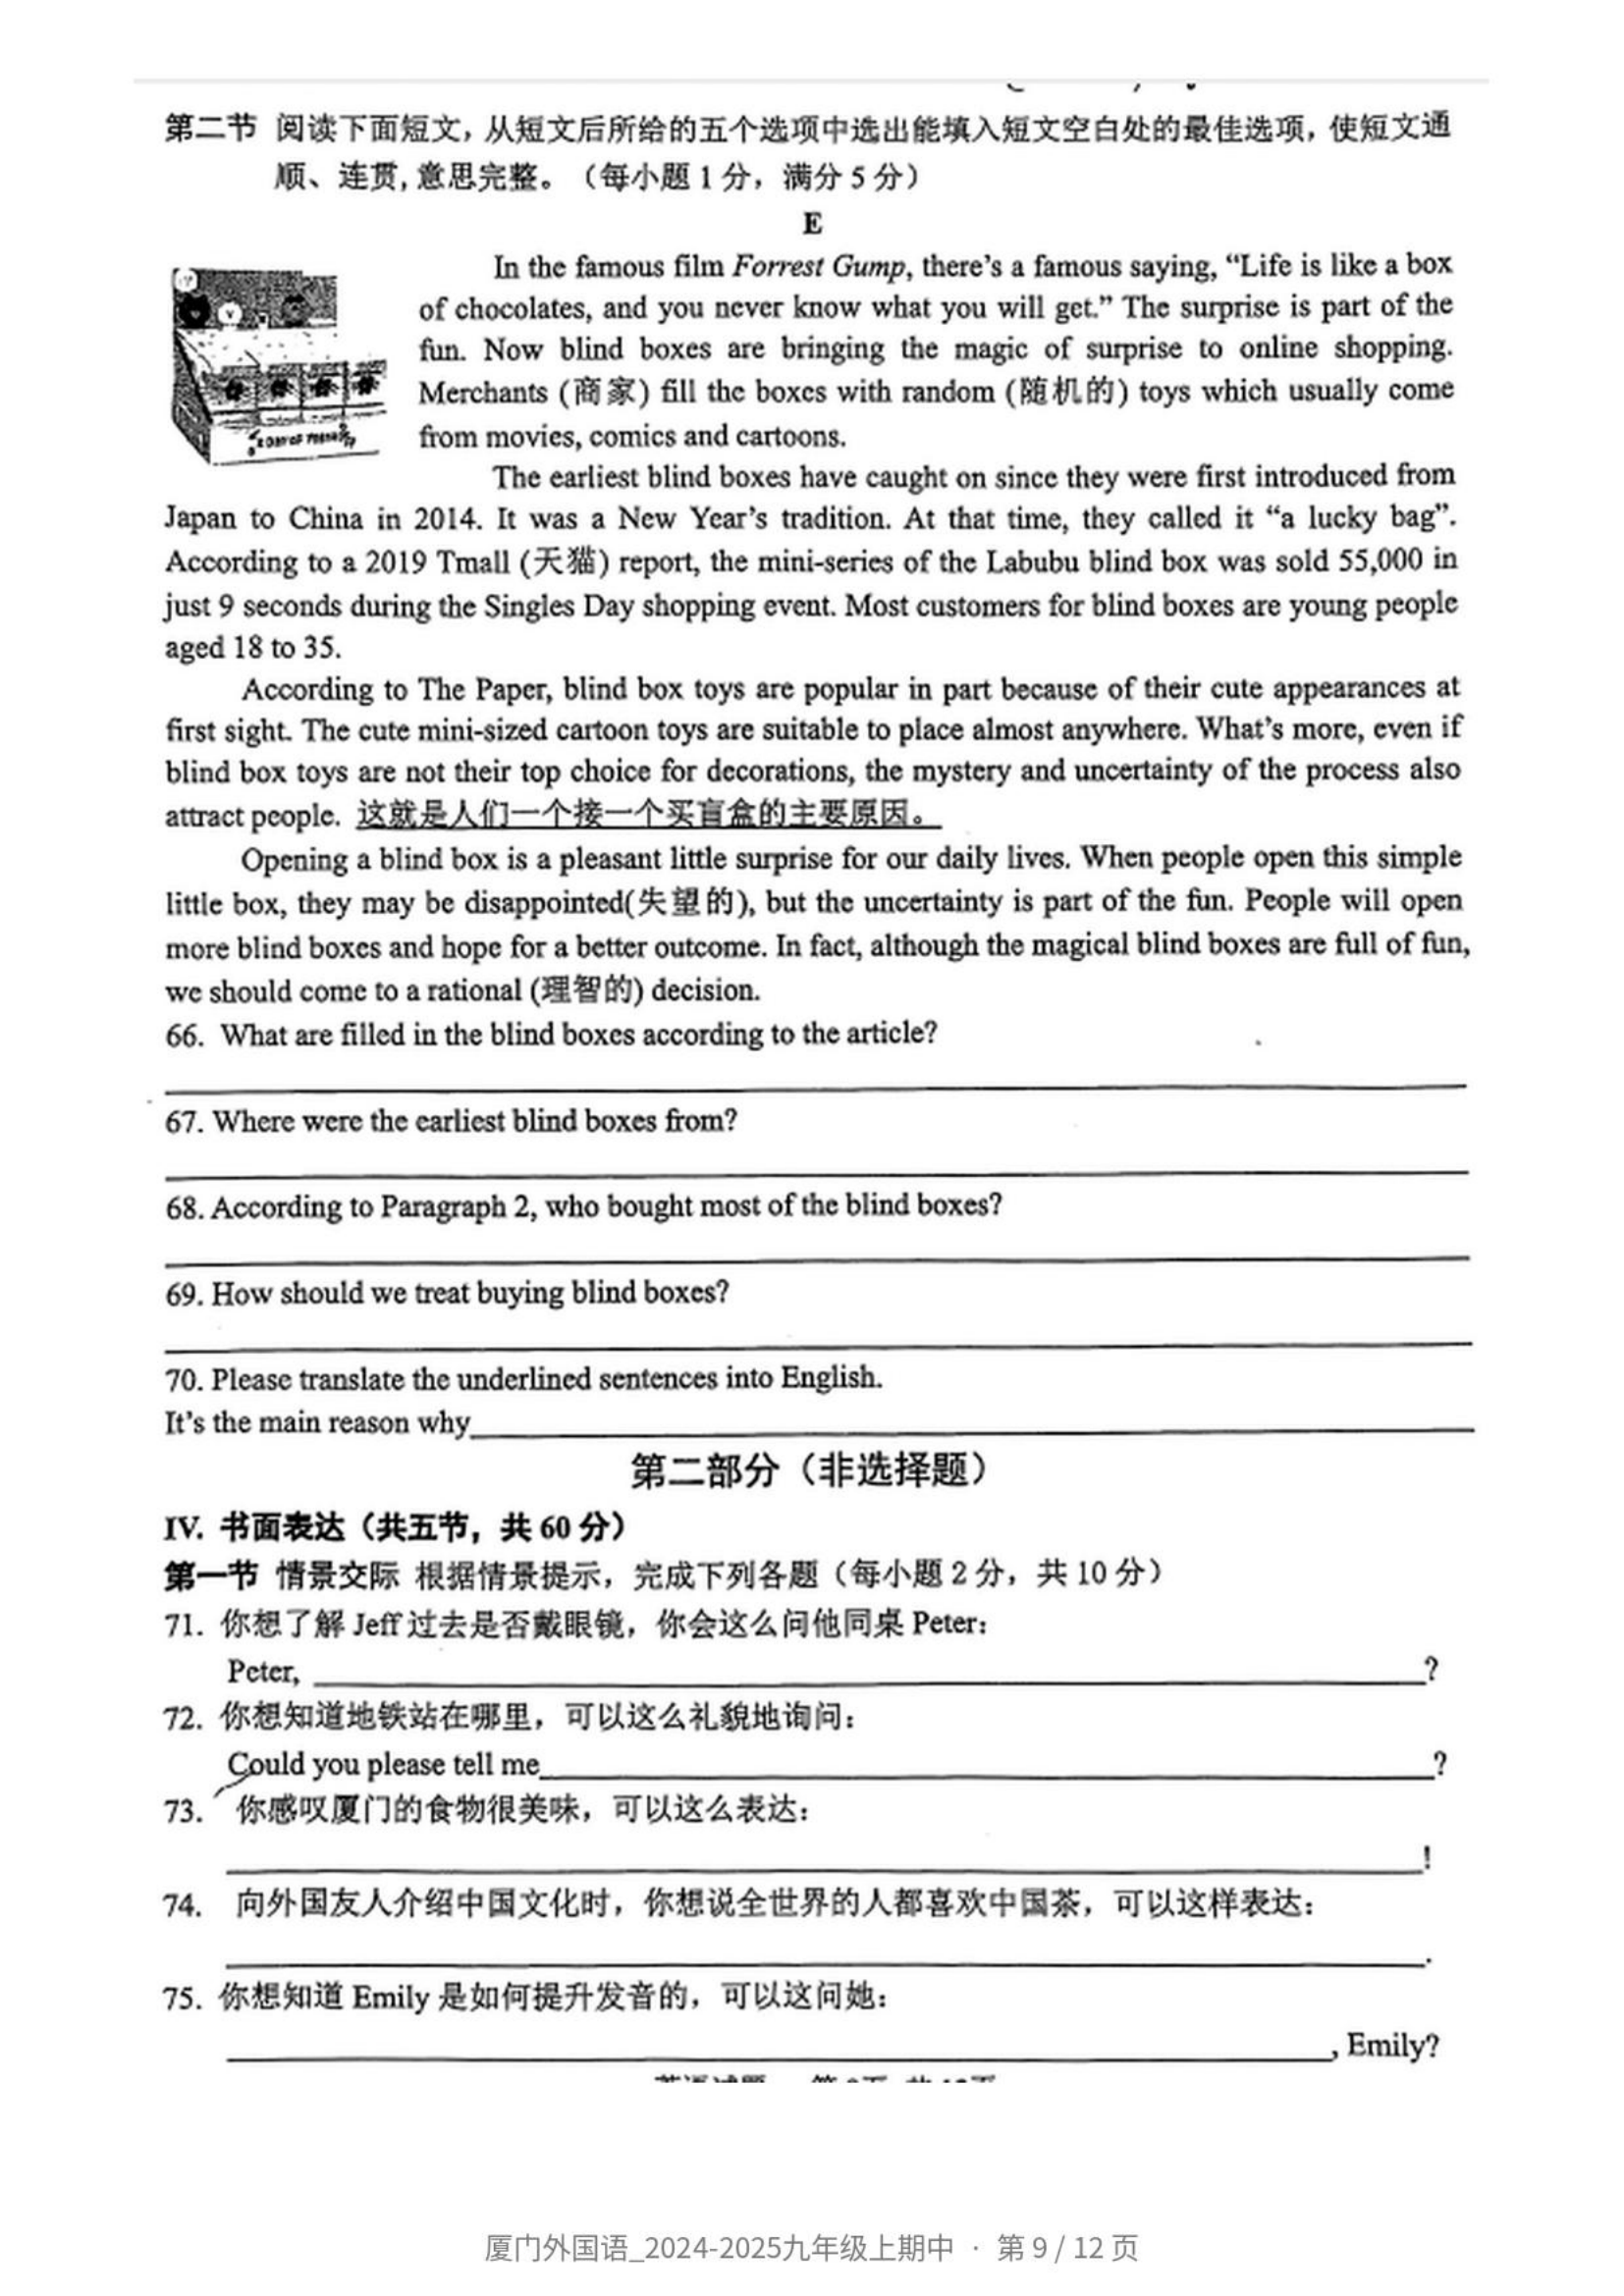 第二节 阅读下面短文，从短文后所给的五个选项中选出能填入短文空白处的最佳选项，使短文通
顺、连贯，意思完整。（每小题 1 分，满分 5 分）
E
In the famous film Forrest Gump, there's a famous saying, "Life is like a box
of chocolates, and you never know what you will get." The surprise is part of the
fun. Now blind boxes are bringing the magic of surprise to online shopping.
Merchants (商家) fill the boxes with random (随机的) toys which usually come
from movies, comics and cartoons.
The earliest blind boxes have caught on since they were first introduced from
Japan to China in 2014. It was a New Year's tradition. At that time, they called it "a lucky bag".
According to a 2019 Tmall (天猫) report, the mini-series of the Labubu blind box was sold 55,000 in
just 9 seconds during the Singles Day shopping event. Most customers for blind boxes are young people
aged 18 to 35.
According to The Paper, blind box toys are popular in part because of their cute appearances at
first sight. The cute mini-sized cartoon toys are suitable to place almost anywhere. What's more, even if
blind box toys are not their top choice for decorations, the mystery and uncertainty of the process also
attract people. 这就是人们一个接一个买盲盒的主要原因。
Opening a blind box is a pleasant little surprise for our daily lives. When people open this simple
little box, they may be disappointed(失望的), but the uncertainty is part of the fun. People will open
more blind boxes and hope for a better outcome. In fact, although the magical blind boxes are full of fun,
we should come to a rational (理智的) decision.
66. What are filled in the blind boxes according to the article?
67. Where were the earliest blind boxes from?
68. According to Paragraph 2, who bought most of the blind boxes?
69. How should we treat buying blind boxes?
70. Please translate the underlined sentences into English.
It's the main reason why
第二部分（非选择题）
IV. 书面表达（共五节，共 60 分）
第一节 情景交际 根据情景提示，完成下列各题（每小题 2 分，共 10 分）
71. 你想了解 Jeff 过去是否戴眼镜，你会这么问他同桌 Peter：
Peter, ?
72. 你想知道地铁站在哪里，可以这么礼貌地询问：
Could you please tell me ?
73. 你感叹厦门的食物很美味，可以这么表达：
!
74. 向外国友人介绍中国文化时，你想说全世界的人都喜欢中国茶，可以这样表达：
.
75. 你想知道 Emily 是如何提升发音的，可以这问她：
, Emily?
厦门外国语_2024-2025九年级上期中 · 第 9 / 12 页